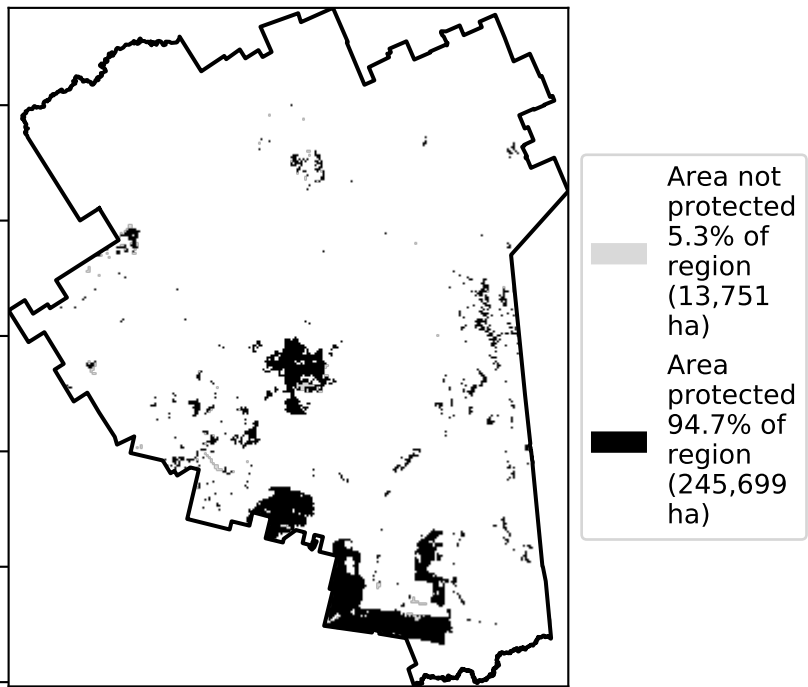 Area not
protected
5.3% of
region
(13,751
ha)
Area
protected
94.7% of
region
(245,699
ha)